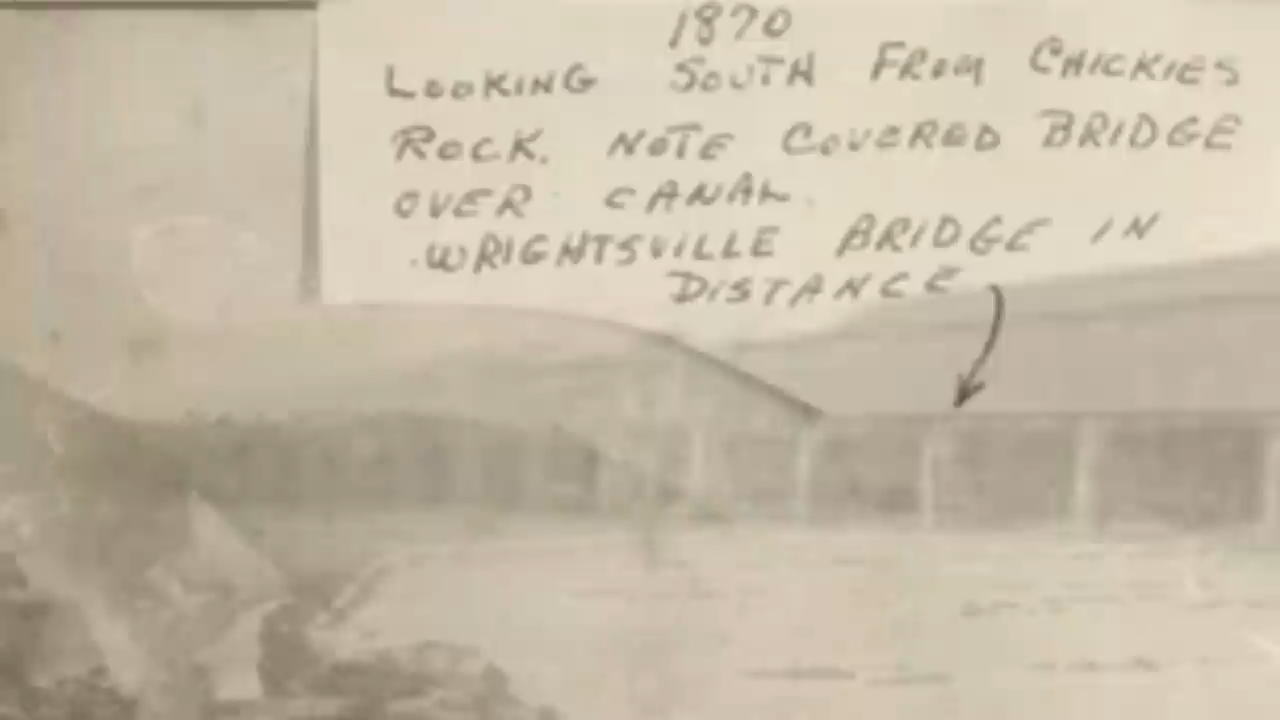 1870
LOOKING SOUTH FROM CHICKIES
ROCK. NOTE COVERED BRIDGE
OVER CANAL.
WRIGHTSVILLE BRIDGE IN
DISTANCE